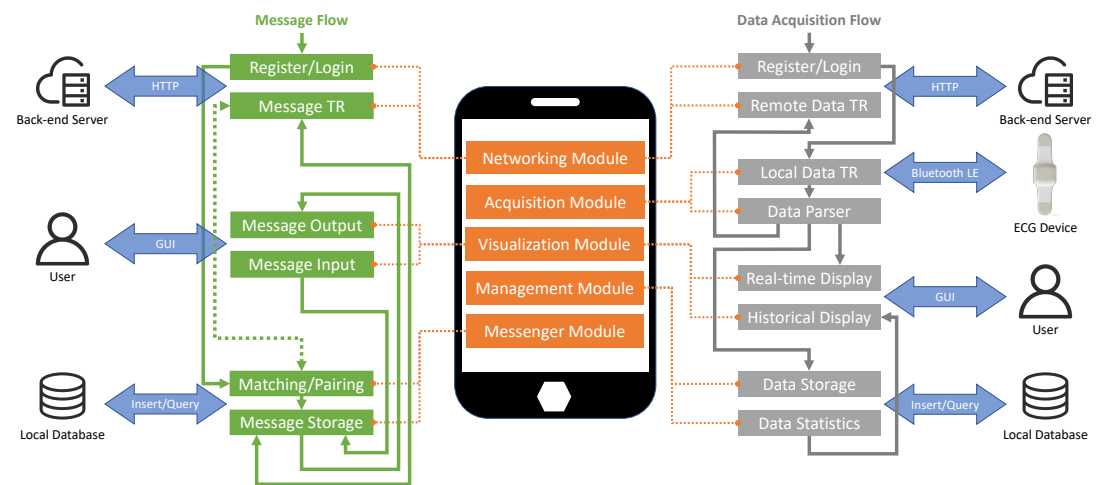 Message Flow
Data Acquisition Flow
Register/Login
Message TR
HTTP
Back-end Server
Message Output
Message Input
GUI
User
Matching/Pairing
Message Storage
Insert/Query
Local Database
Networking Module
Acquisition Module
Visualization Module
Management Module
Messenger Module
Register/Login
Remote Data TR
HTTP
Back-end Server
Local Data TR
Data Parser
Bluetooth LE
ECG Device
Real-time Display
Historical Display
GUI
User
Data Storage
Data Statistics
Insert/Query
Local Database